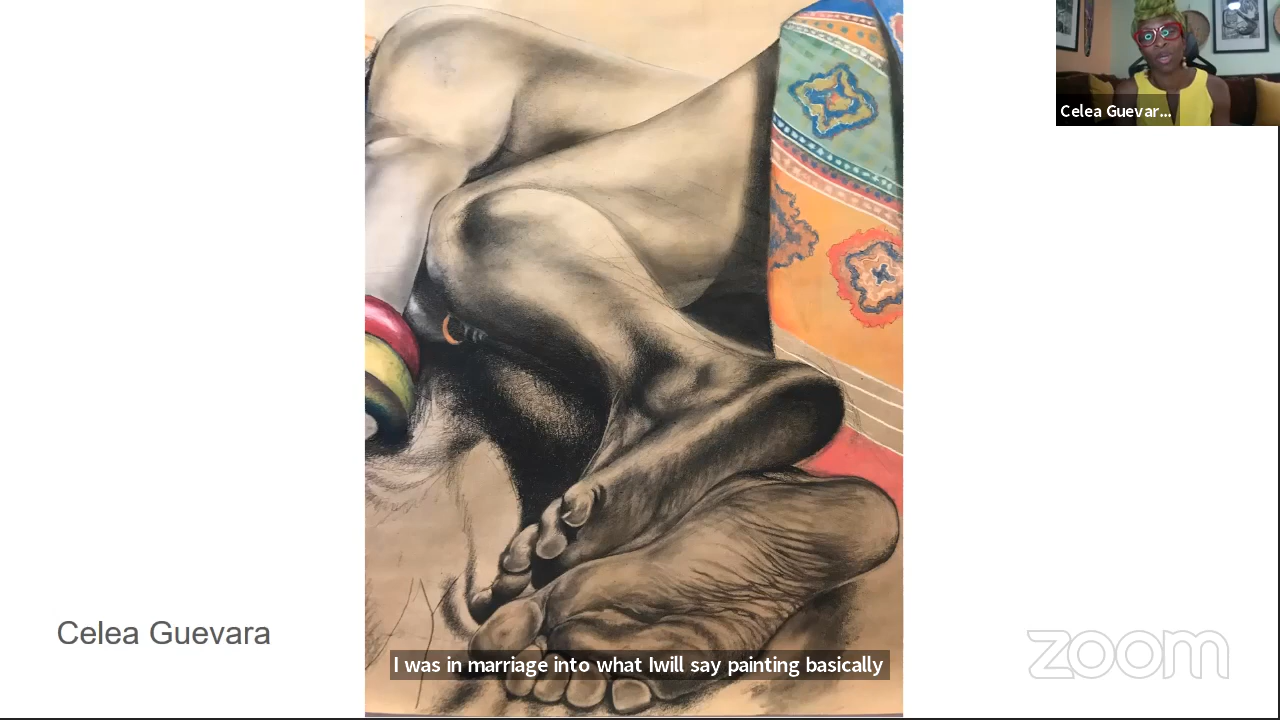 Celea Guevar...
Celea Guevara
I was in marriage into what Iwill say painting basically
zoom